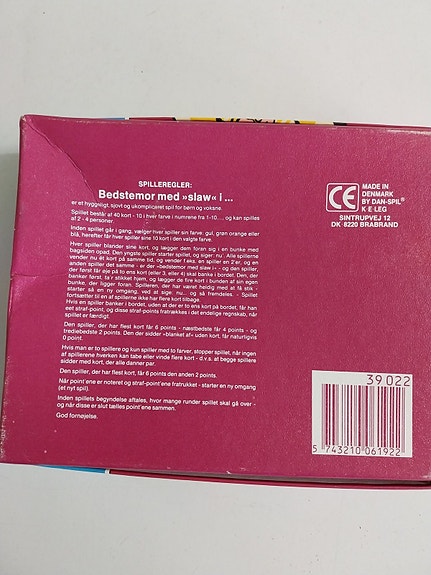 SPILLEREGLER:
Bedstemor med »slaw« i ...
er et hyggnligt, sjovt og ukompliceret spil for børn og voksne.
Spillet består af 40 kort - 10 i hver farve i numrene fra 1-10...., og kan spilles
af 2 - 4 personer.
Inden spillet går i gang, vælger hver spiller sin farve: gul, grøn orange eller
blå, herefter får hver spiller sine 10 kort i den valgte farve.
Hver spiller blander sine kort, og lægger dem foran sig i en bunke med
bagsiden opad. Den yngste spiller starter spillet, og siger: nu'. Alle spillerne
vender nu ét kort på samme tid, og vender f.eks. en spiller en 2'er, og en
anden spiller det samme - er der »bedstemor med slaw i« - og den spiller,
der først får øje på to ens kort (eller 3, eller 4) skal banke i bordet. Den, der
banker først, får 1 stikket hjem, og lægger de fire kort i bunden af sin egen
bunke, der ligger foran. Spilleren, der har været heldig med at få stik -
starter så en ny omgang, ved at sige: nu... og så fremdeles. - Spillet
fortsætter til en af spillerne ikke har flere kort tilbage.
Hvis en spiller banker i bordet, uden at der er to ens kort på bordet, får han
eet straf-point, og disse straf-points fratrækkes i det endelige regnskab, når
spillet er færdigt.
Den spiller, der har flest kort får 6 points - næstbedste får 4 points - og
trediebedste 2 points. Den der sidder »blanket af« uden kort, får naturligvis
0 point.
Hvis man er to spillere og kun spiller med to farver, stopper spillet, når ingen
af spillerene hverken kan tabe eller vinde flere kort - d.v.s. at begge spillere
sidder med kort, der alle danner par.
Den spiller, der har flest kort, får 6 points den anden 2 points.
Når point'ene er noteret og straf-point'ene fratrukket - starter en ny omgang
(et nyt spil).
Inden spillets begyndelse aftales, hvor mange runder spillet skal gå over -
og når disse er slut tælles point'ene sammen.
God fornøjelse.
CE
MADE IN
DENMARK
BY DAN-SPIL®
K·E·LEG
SINTRUPVEJ 12
DK-8220 BRABRAND
39 022
5 743210 061922